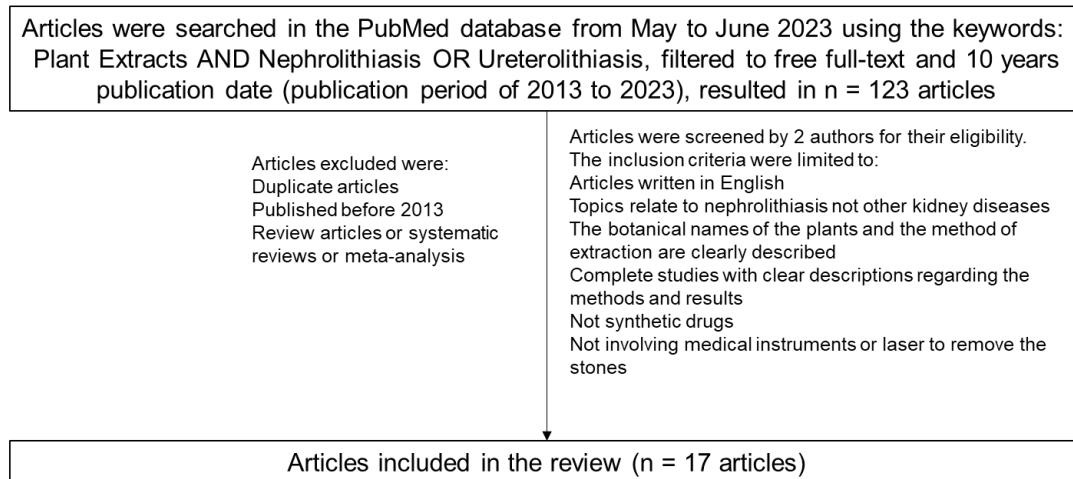 Articles were searched in the PubMed database from May to June 2023 using the keywords:
Plant Extracts AND Nephrolithiasis OR Ureterolithiasis, filtered to free full-text and 10 years
publication date (publication period of 2013 to 2023), resulted in n = 123 articles
Articles excluded were:
Duplicate articles
Published before 2013
Review articles or systematic
reviews or meta-analysis
Articles were screened by 2 authors for their eligibility.
The inclusion criteria were limited to:
Articles written in English
Topics relate to nephrolithiasis not other kidney diseases
The botanical names of the plants and the method of
extraction are clearly described
Complete studies with clear descriptions regarding the
methods and results
Not synthetic drugs
Not involving medical instruments or laser to remove the
stones
Articles included in the review (n = 17 articles)